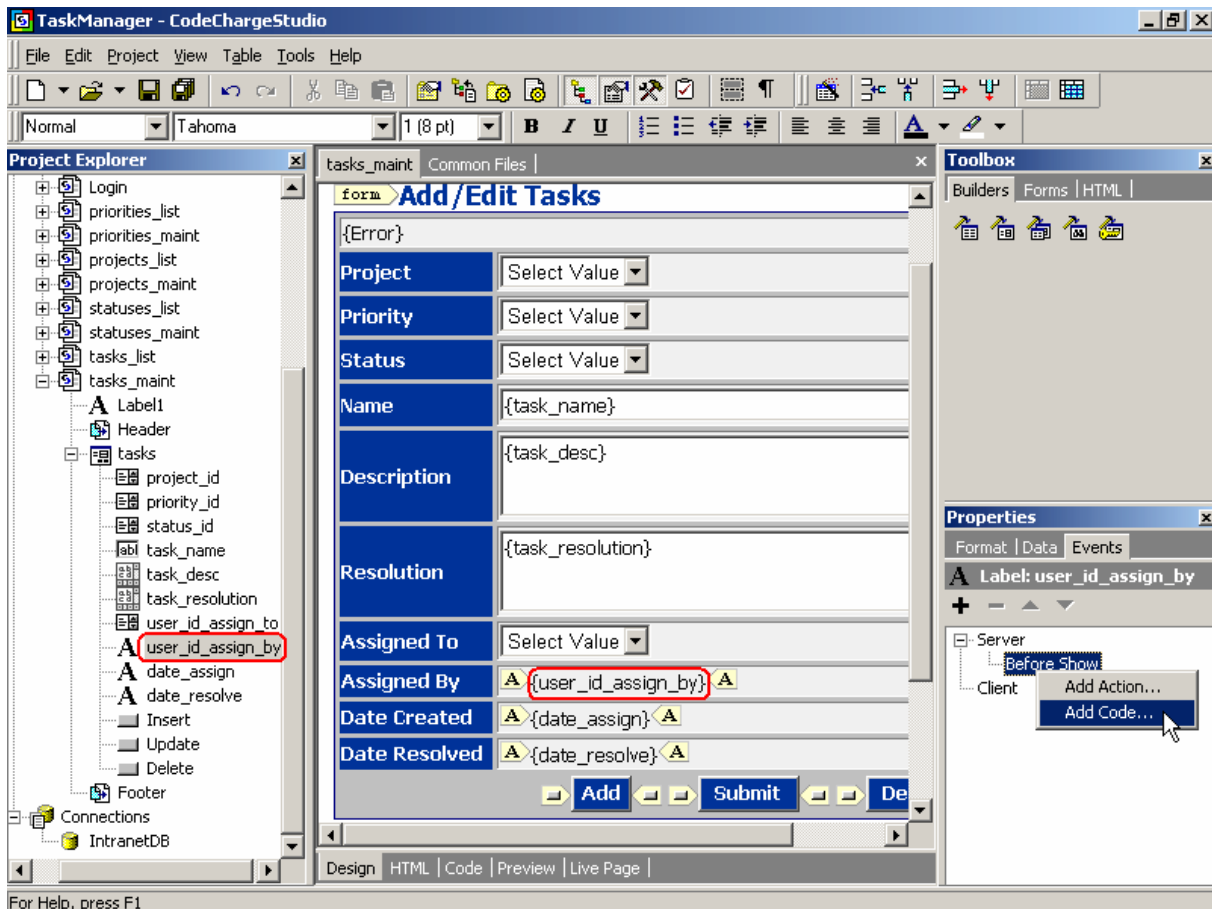 TaskManager - CodeChargeStudio
File Edit Project View Table Tools Help
Normal Tahoma 1 (8 pt) B I U A
Project Explorer
Login
priorities_list
priorities_maint
projects_list
projects_maint
statuses_list
statuses_maint
tasks_list
tasks_maint
A Label1
Header
tasks
project_id
priority_id
status_id
task_name
task_desc
task_resolution
user_id_assign_to
A user_id_assign_by
A date_assign
A date_resolve
Insert
Update
Delete
Footer
Connections
IntranetDB
tasks_maint Common Files
form Add/Edit Tasks
{Error}
Project Select Value
Priority Select Value
Status Select Value
Name {task_name}
Description {task_desc}
Resolution {task_resolution}
Assigned To Select Value
Assigned By A {user_id_assign_by} A
Date Created A {date_assign} A
Date Resolved A {date_resolve} A
Add Submit De
Design HTML Code Preview Live Page
Toolbox
Builders Forms HTML
Properties
Format Data Events
A Label: user_id_assign_by
Server
Before Show
Client
Add Action...
Add Code...
For Help, press F1